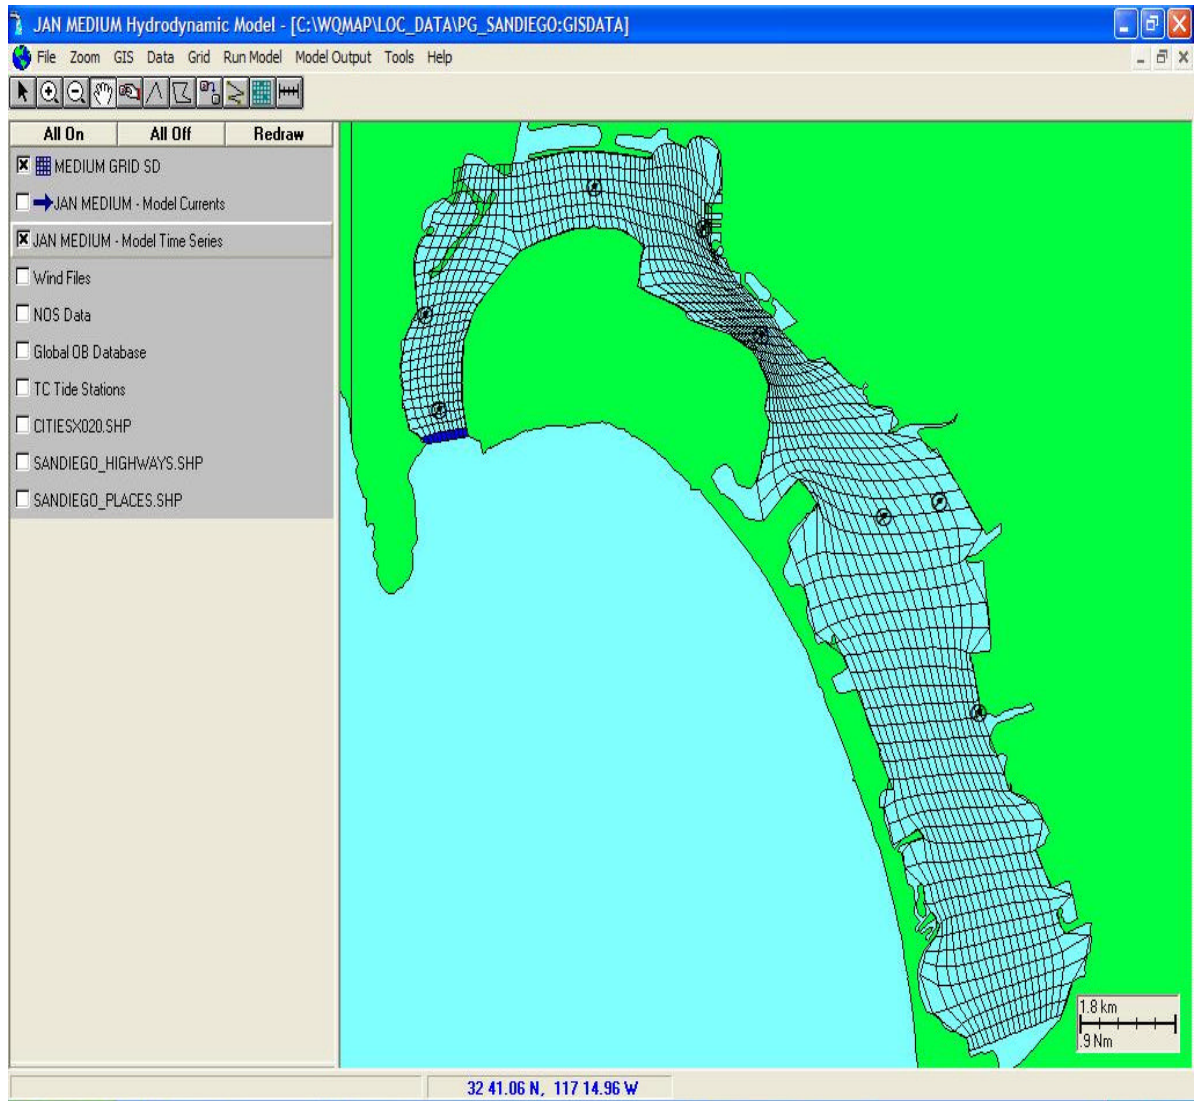 JAN MEDIUM Hydrodynamic Model - [C:\WQMAP\LOC_DATA\PG_SANDIEGO:GISDATA]
File Zoom GIS Data Grid Run Model Model Output Tools Help
All On All Off Redraw
MEDIUM GRID SD
JAN MEDIUM - Model Currents
JAN MEDIUM - Model Time Series
Wind Files
NOS Data
Global OB Database
TC Tide Stations
CITIESX020.SHP
SANDIEGO_HIGHWAYS.SHP
SANDIEGO_PLACES.SHP
1.8 km
.9 Nm
32 41.06 N, 117 14.96 W